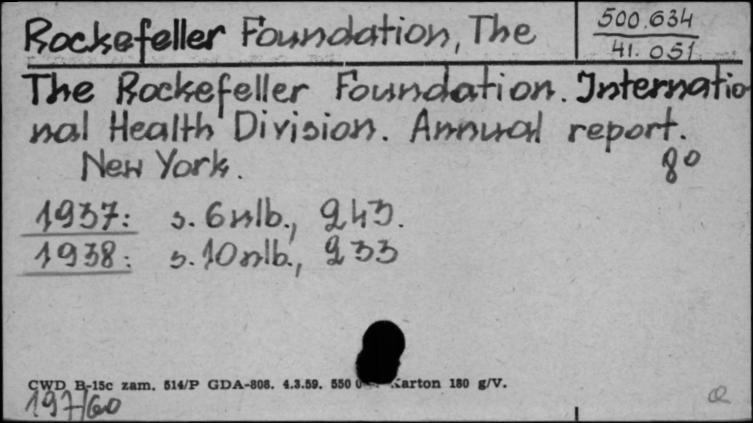 Rockefeller Foundation, The
500.634
41.051
The Rockefeller Foundation. Internatio
nal Health Division. Annual report.
New York. 8°
1937: s. 6 nlb., 243.
1938: s. 10 nlb., 233
CWD B-15c zam. 514/P GDA-808. 4.3.59. 550 Karton 180 g/V.
197/60